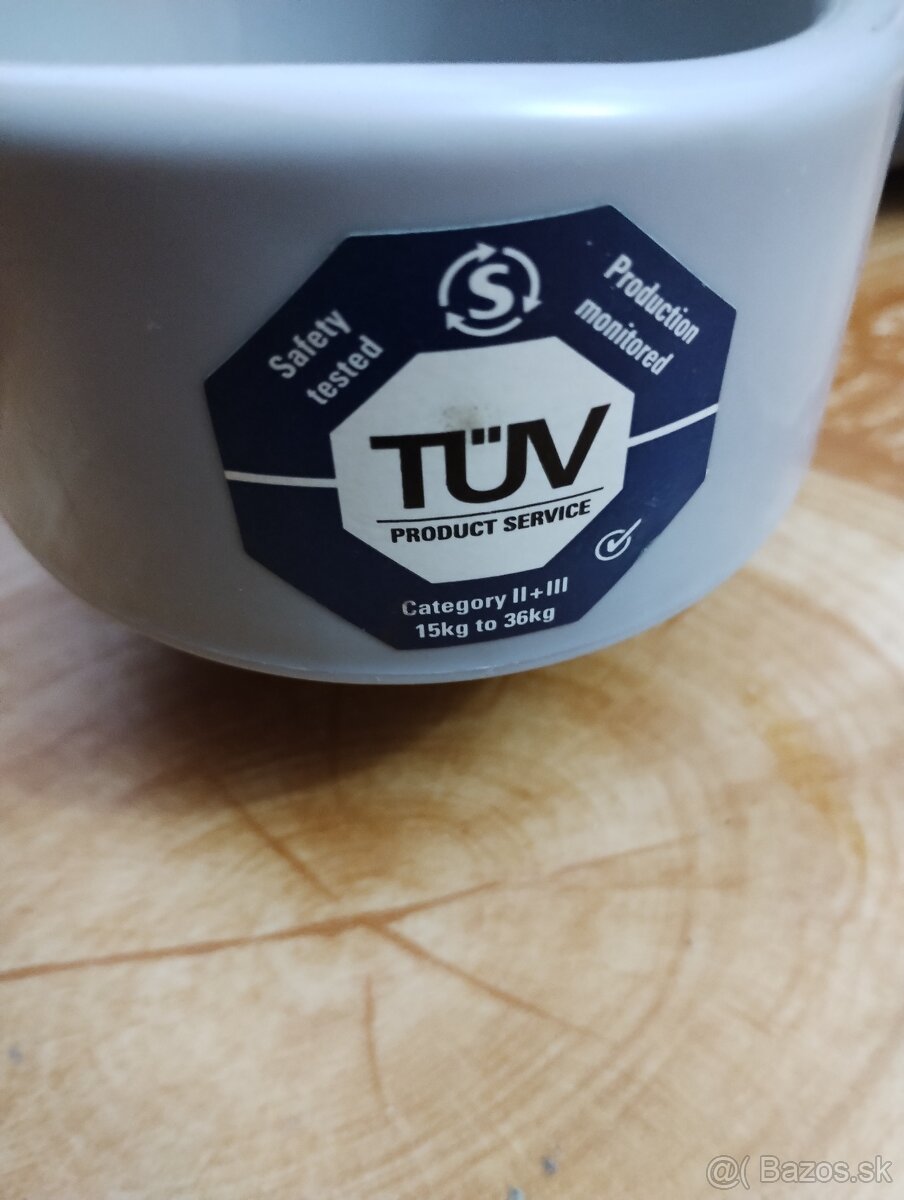 Safety
tested
S
Production
monitored
TÜV
PRODUCT SERVICE
Category II+III
15kg to 36kg
@( Bazos.sk